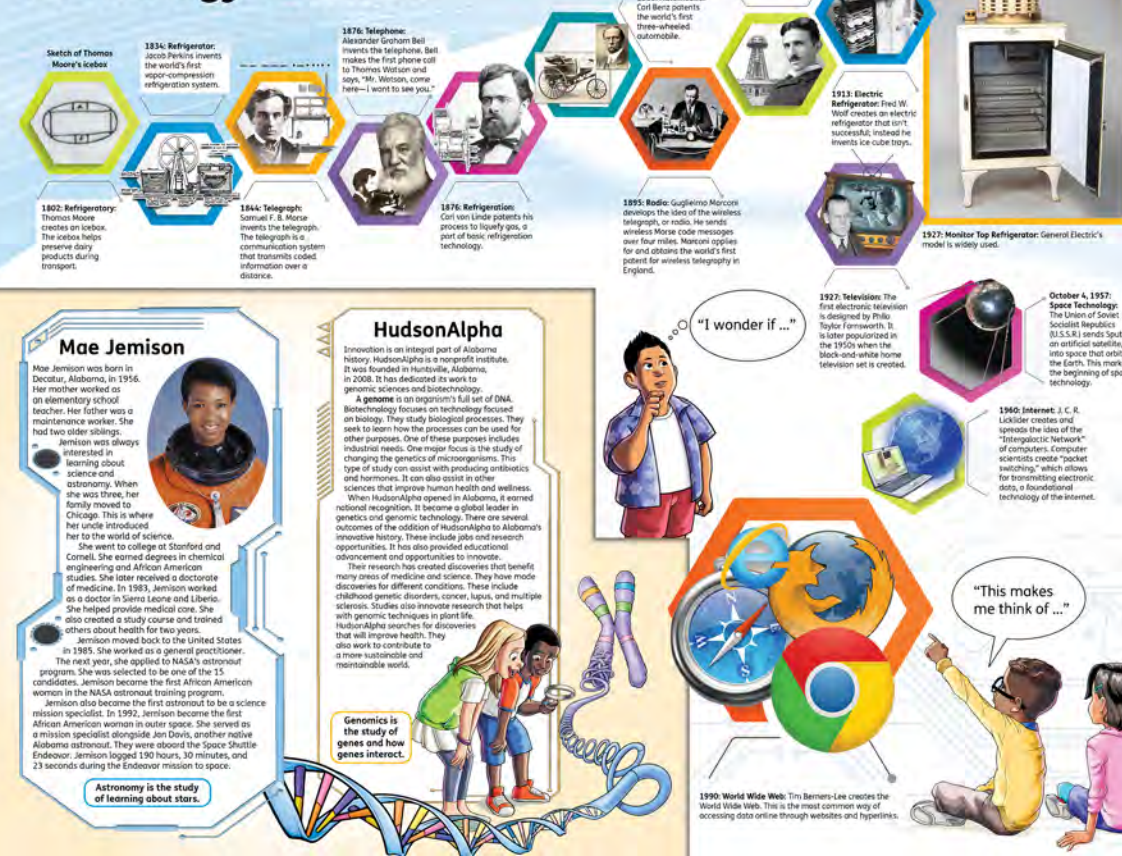 Sketch of Thomas
Moore's icebox
1834: Refrigerator:
Jacob Perkins invents
the world's first
vapor-compression
refrigeration system.
1876: Telephone:
Alexander Graham Bell
invents the telephone. Bell
makes the first phone call
to Thomas Watson and
says, "Mr. Watson, come
here—I want to see you."
Carl Benz patents
the world's first
three-wheeled
automobile.
1802: Refrigeratory:
Thomas Moore
creates an icebox.
The icebox helps
preserve dairy
products during
transport.
1844: Telegraph:
Samuel F. B. Morse
invents the telegraph.
The telegraph is a
communication system
that transmits coded
information over a
distance.
1876: Refrigeration:
Carl von Linde patents his
process to liquefy gas, a
part of basic refrigeration
technology.
1895: Radio: Guglielmo Marconi
develops the idea of the wireless
telegraph, or radio. He sends
wireless Morse code messages
over four miles. Marconi applies
for and obtains the world's first
patent for wireless telegraphy in
England.
1913: Electric
Refrigerator: Fred W.
Wolf creates an electric
refrigerator that isn't
successful; instead he
invents ice cube trays.
1927: Monitor Top Refrigerator: General Electric's
model is widely used.
1927: Television: The
first electronic television
is designed by Philo
Taylor Farnsworth. It
is later popularized in
the 1950s when the
black-and-white home
television set is created.
October 4, 1957:
Space Technology:
The Union of Soviet
Socialist Republics
(U.S.S.R.) sends Sput
an artificial satellite,
into space that orbit
the Earth. This mark
the beginning of spa
technology.
1960: Internet: J. C. R.
Licklider creates and
spreads the idea of the
"Intergalactic Network"
of computers. Computer
scientists create "packet
switching," which allows
for transmitting electronic
data, a foundational
technology of the internet.
1990: World Wide Web: Tim Berners-Lee creates the
World Wide Web. This is the most common way of
accessing data online through websites and hyperlinks.
"I wonder if ..."
"This makes
me think of ..."
Mae Jemison
Mae Jemison was born in
Decatur, Alabama, in 1956.
Her mother worked as
an elementary school
teacher. Her father was a
maintenance worker. She
had two older siblings.
Jemison was always
interested in
learning about
science and
astronomy. When
she was three, her
family moved to
Chicago. This is where
her uncle introduced
her to the world of science.
She went to college at Stanford and
Cornell. She earned degrees in chemical
engineering and African American
studies. She later received a doctorate
of medicine. In 1983, Jemison worked
as a doctor in Sierra Leone and Liberia.
She helped provide medical care. She
also created a study course and trained
others about health for two years.
Jemison moved back to the United States
in 1985. She worked as a general practitioner.
The next year, she applied to NASA's astronaut
program. She was selected to be one of the 15
candidates. Jemison became the first African American
woman in the NASA astronaut training program.
Jemison also became the first astronaut to be a science
mission specialist. In 1992, Jemison became the first
African American woman in outer space. She served as
a mission specialist alongside Jan Davis, another native
Alabama astronaut. They were aboard the Space Shuttle
Endeavor. Jemison logged 190 hours, 30 minutes, and
23 seconds during the Endeavor mission to space.
Astronomy is the study
of learning about stars.
HudsonAlpha
Innovation is an integral part of Alabama
history. HudsonAlpha is a nonprofit institute.
It was founded in Huntsville, Alabama,
in 2008. It has dedicated its work to
genomic sciences and biotechnology.
A genome is an organism's full set of DNA.
Biotechnology focuses on technology focused
on biology. They study biological processes. They
seek to learn how the processes can be used for
other purposes. One of these purposes includes
industrial needs. One major focus is the study of
changing the genetics of microorganisms. This
type of study can assist with producing antibiotics
and hormones. It can also assist in other
sciences that improve human health and wellness.
When HudsonAlpha opened in Alabama, it earned
national recognition. It became a global leader in
genetics and genomic technology. There are several
outcomes of the addition of HudsonAlpha to Alabama's
innovative history. These include jobs and research
opportunities. It has also provided educational
advancement and opportunities to innovate.
Their research has created discoveries that benefit
many areas of medicine and science. They have made
discoveries for different conditions. These include
childhood genetic disorders, cancer, lupus, and multiple
sclerosis. Studies also innovate research that helps
with genomic techniques in plant life.
HudsonAlpha searches for discoveries
that will improve health. They
also work to contribute to
a more sustainable and
maintainable world.
Genomics is
the study of
genes and how
genes interact.